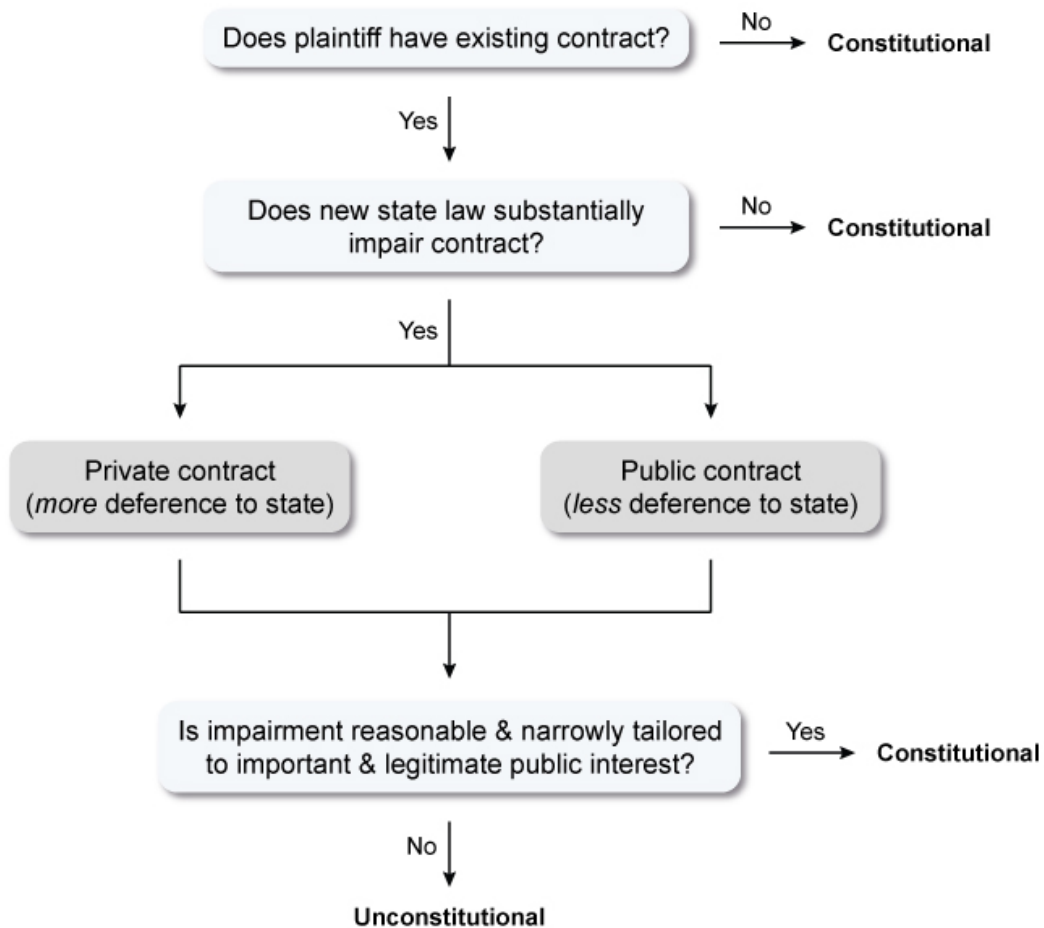 Does plaintiff have existing contract?
No
Constitutional
Yes
Does new state law substantially
impair contract?
No
Constitutional
Yes
Private contract
(more deference to state)
Public contract
(less deference to state)
Is impairment reasonable & narrowly tailored
to important & legitimate public interest?
Yes
Constitutional
No
Unconstitutional